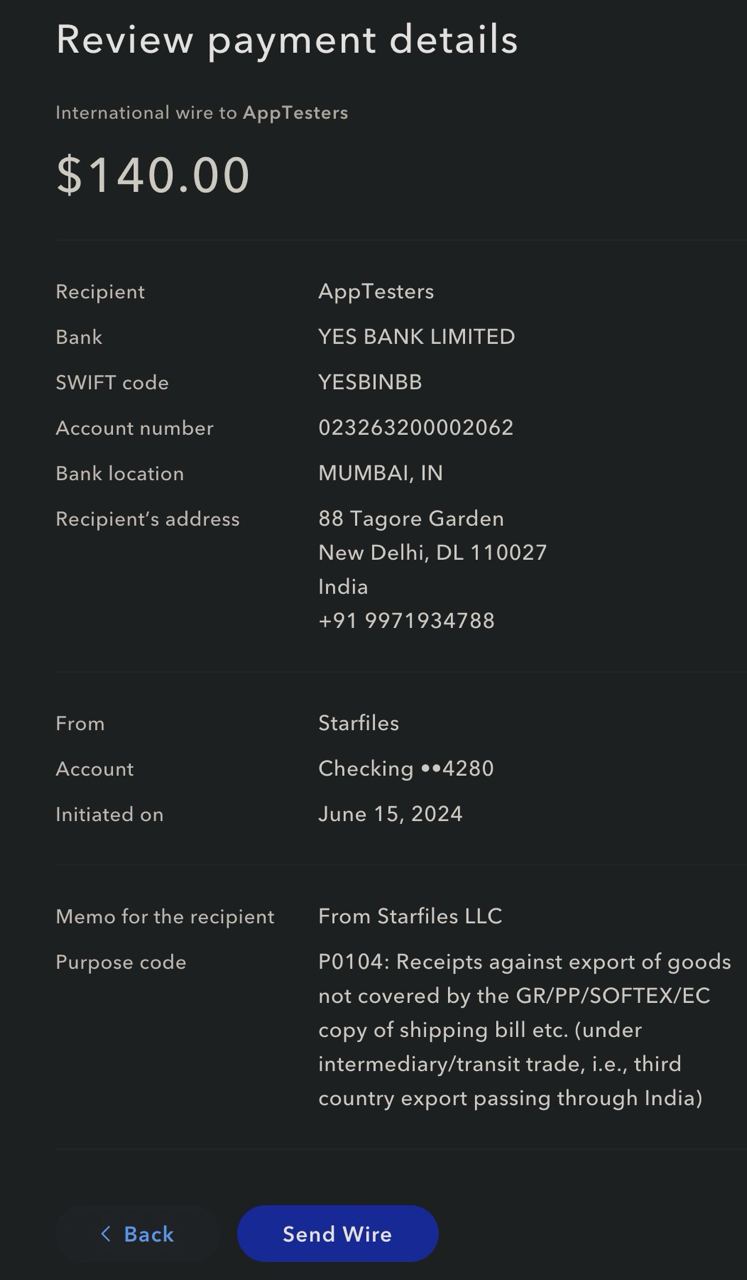 Review payment details
International wire to AppTesters
$140.00
Recipient AppTesters
Bank YES BANK LIMITED
SWIFT code YESBINBB
Account number 023263200002062
Bank location MUMBAI, IN
Recipient's address 88 Tagore Garden
New Delhi, DL 110027
India
+91 9971934788
From Starfiles
Account Checking ••4280
Initiated on June 15, 2024
Memo for the recipient From Starfiles LLC
Purpose code P0104: Receipts against export of goods
not covered by the GR/PP/SOFTEX/EC
copy of shipping bill etc. (under
intermediary/transit trade, i.e., third
country export passing through India)
Back Send Wire